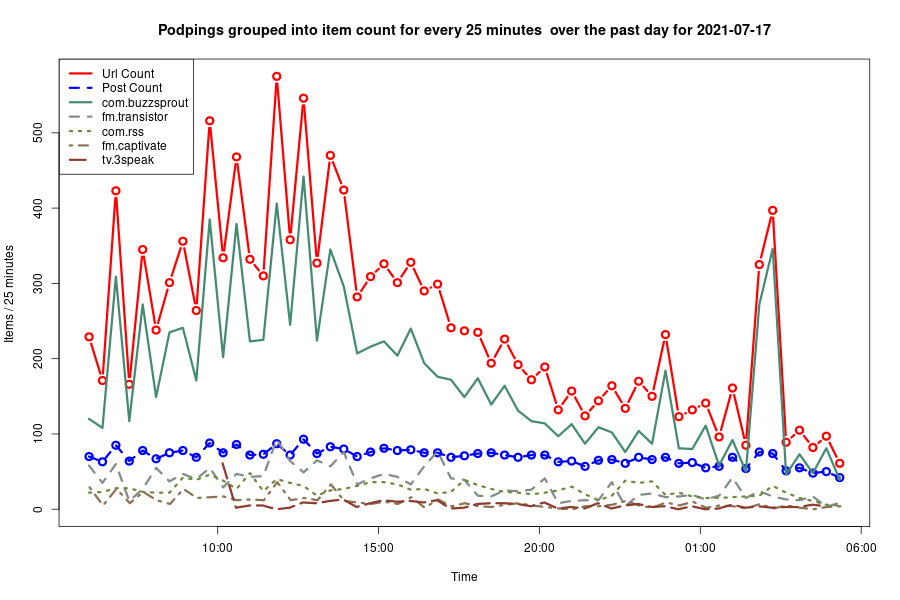 Podpings grouped into item count for every 25 minutes  over the past day for 2021-07-17
Url Count
Post Count
com.buzzsprout
fm.transistor
com.rss
fm.captivate
tv.3speak
Items / 25 minutes
500
400
300
200
100
0
10:00 15:00 20:00 01:00 06:00
Time